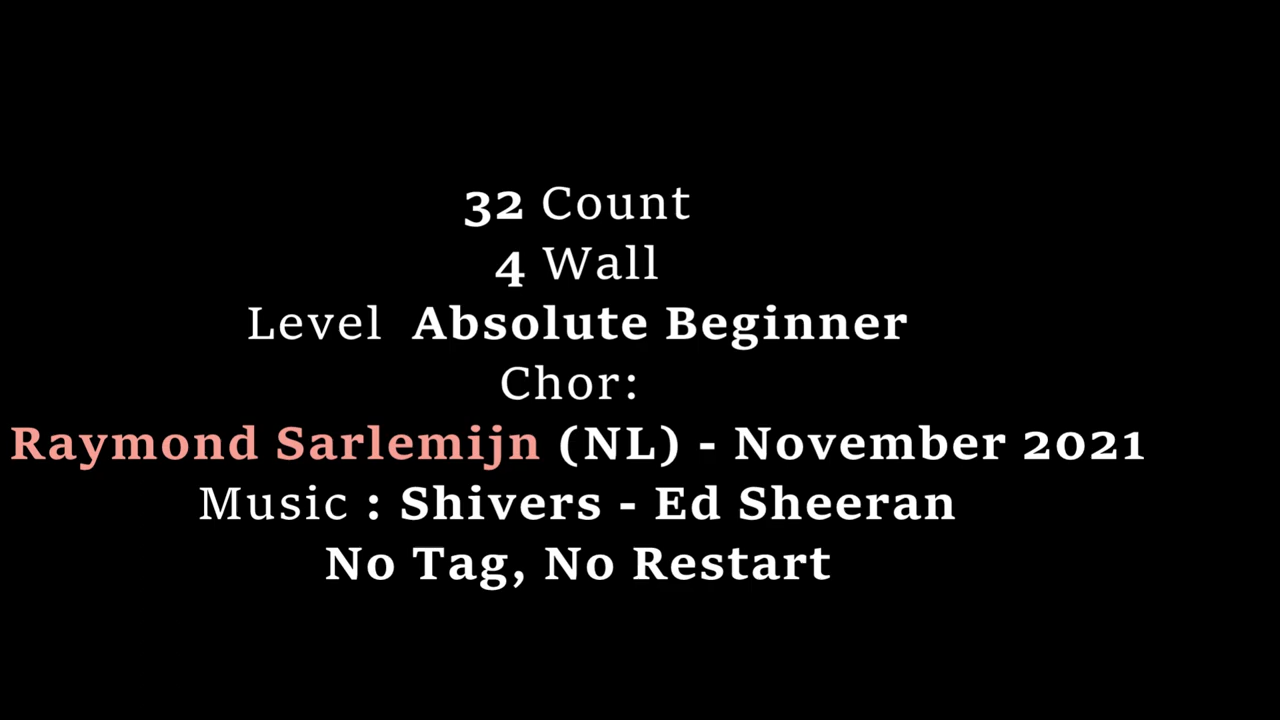 32 Count
4 Wall
Level Absolute Beginner
Chor:
Raymond Sarlemijn (NL) - November 2021
Music : Shivers - Ed Sheeran
No Tag, No Restart